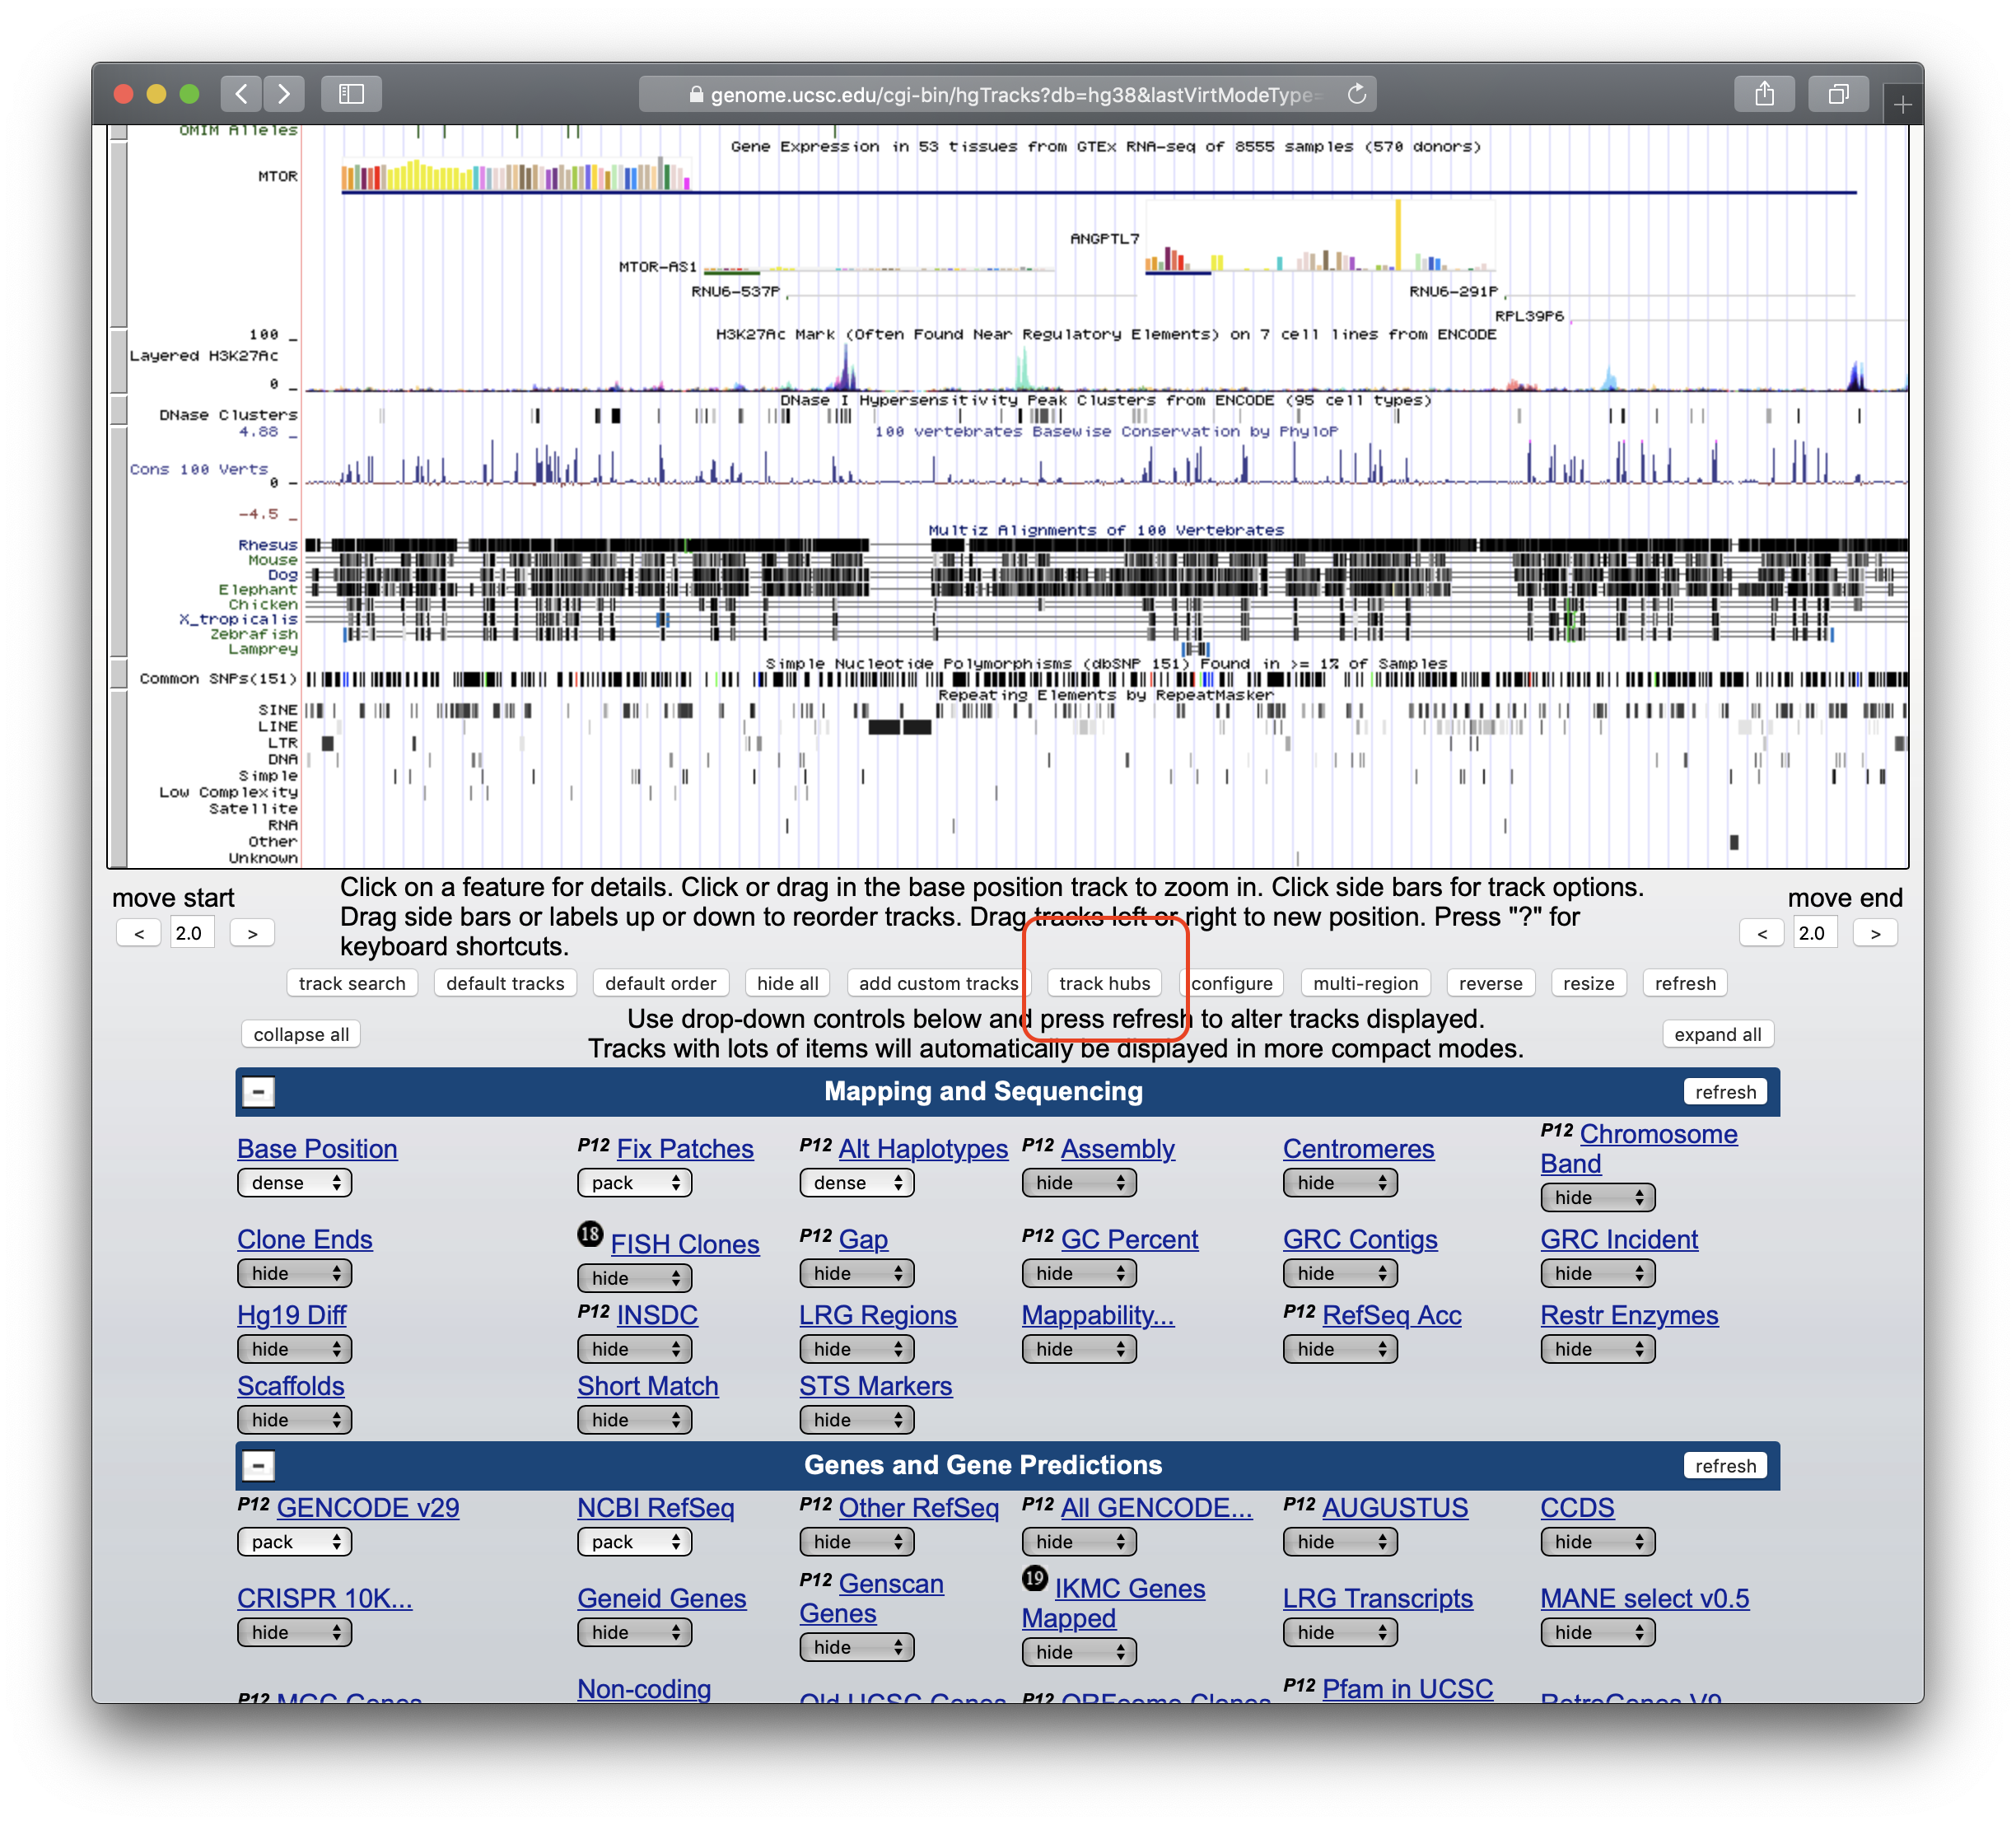 genome.ucsc.edu/cgi-bin/hgTracks?db=hg38&lastVirtModeType=
OMIM Alleles
Gene Expression in 53 tissues from GTEx RNA-seq of 8555 samples (570 donors)
MTOR
ANGPTL7
MTOR-AS1
RNU6-537P
RNU6-291P
RPL39P6
H3K27Ac Mark (Often Found Near Regulatory Elements) on 7 cell lines from ENCODE
100 _
Layered H3K27Ac
0 _
DNase I Hypersensitivity Peak Clusters from ENCODE (95 cell types)
DNase Clusters
4.88 _
100 vertebrates Basewise Conservation by PhyloP
Cons 100 Verts
0 _
-4.5 _
Multiz Alignments of 100 Vertebrates
Rhesus
Mouse
Dog
Elephant
Chicken
X_tropicalis
Zebrafish
Lamprey
Simple Nucleotide Polymorphisms (dbSNP 151) Found in >= 1% of Samples
Common SNPs(151)
Repeating Elements by RepeatMasker
SINE
LINE
LTR
DNA
Simple
Low Complexity
Satellite
RNA
Other
Unknown
move start
< 2.0 >
Click on a feature for details. Click or drag in the base position track to zoom in. Click side bars for track options.
Drag side bars or labels up or down to reorder tracks. Drag tracks left or right to new position. Press "?" for
keyboard shortcuts.
move end
< 2.0 >
track search default tracks default order hide all add custom tracks track hubs configure multi-region reverse resize refresh
collapse all
Use drop-down controls below and press refresh to alter tracks displayed.
Tracks with lots of items will automatically be displayed in more compact modes.
expand all
- Mapping and Sequencing refresh
Base Position P12 Fix Patches P12 Alt Haplotypes P12 Assembly Centromeres P12 Chromosome
Band
dense pack dense hide hide hide
Clone Ends 18 FISH Clones P12 Gap P12 GC Percent GRC Contigs GRC Incident
hide hide hide hide hide hide
Hg19 Diff P12 INSDC LRG Regions Mappability... P12 RefSeq Acc Restr Enzymes
hide hide hide hide hide hide
Scaffolds Short Match STS Markers
hide hide hide
- Genes and Gene Predictions refresh
P12 GENCODE v29 NCBI RefSeq P12 Other RefSeq P12 All GENCODE... P12 AUGUSTUS CCDS
pack pack hide hide hide hide
CRISPR 10K... Geneid Genes P12 Genscan 19 IKMC Genes LRG Transcripts MANE select v0.5
Genes Mapped
hide hide hide hide hide hide
P12 MGC Genes Non-coding Old UCSC Genes P12 ORFeome Clones P12 Pfam in UCSC RetroGenes V9